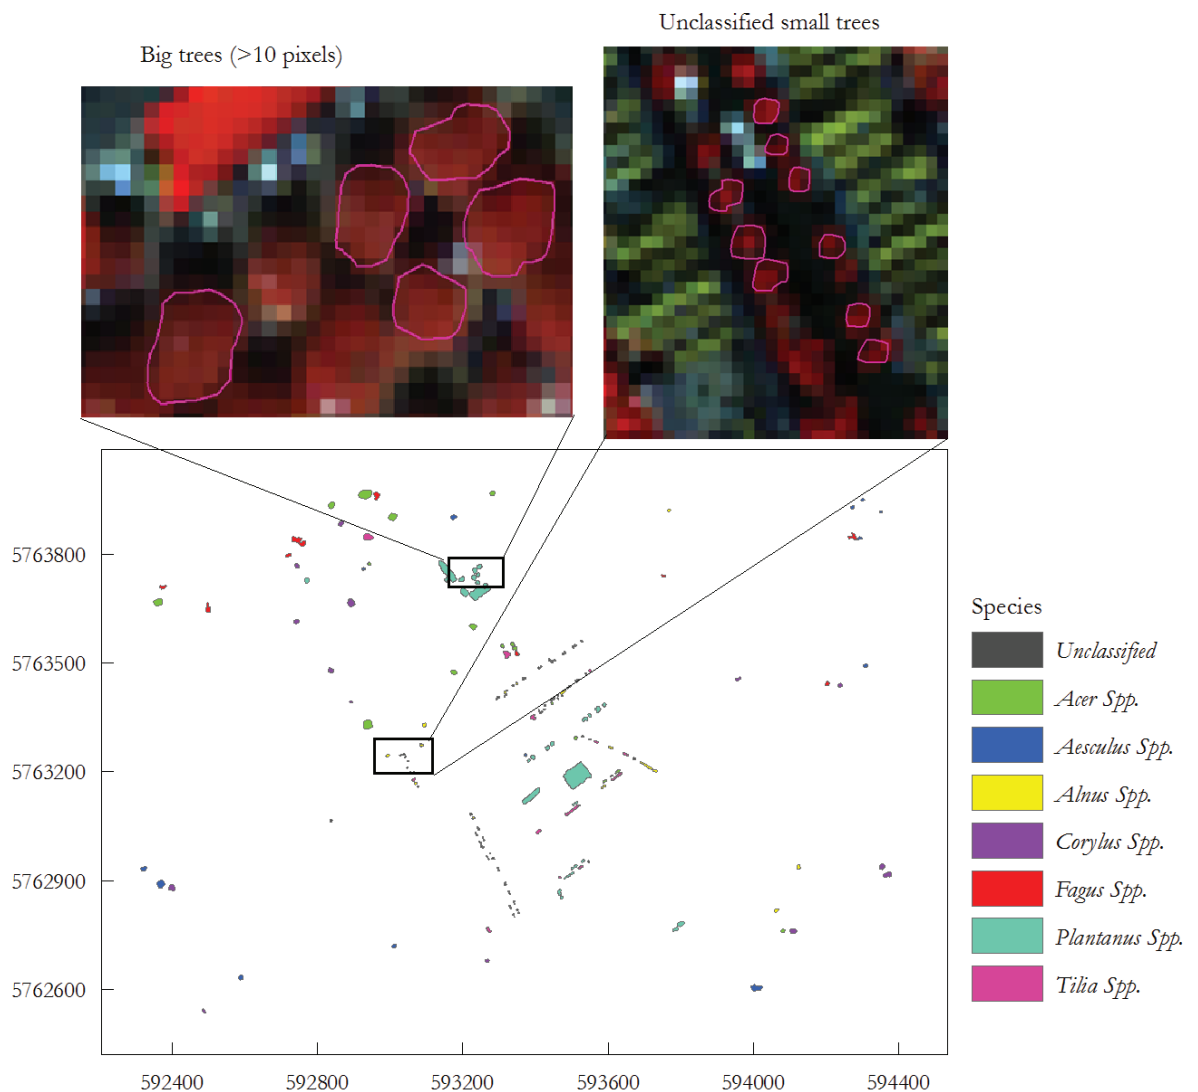 Unclassified small trees
Big trees (>10 pixels)
5763800
5763500
5763200
5762900
5762600
592400
592800
593200
593600
594000
594400
Species
Unclassified
Acer Spp.
Aesculus Spp.
Alnus Spp.
Corylus Spp.
Fagus Spp.
Plantanus Spp.
Tilia Spp.